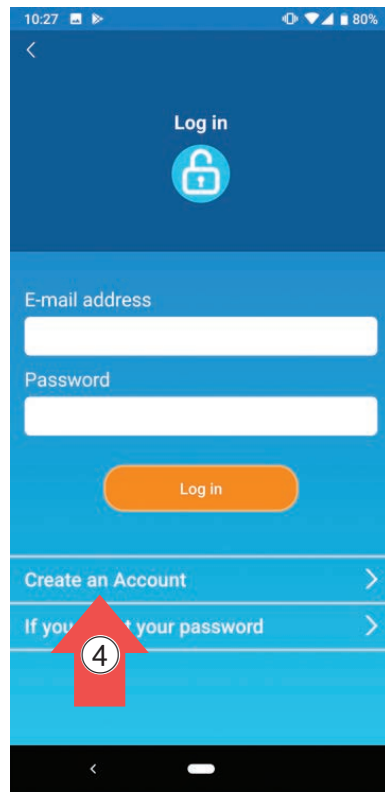 10:27 80%
Log in
E-mail address
Password
Log in
Create an Account
If you t your password
4